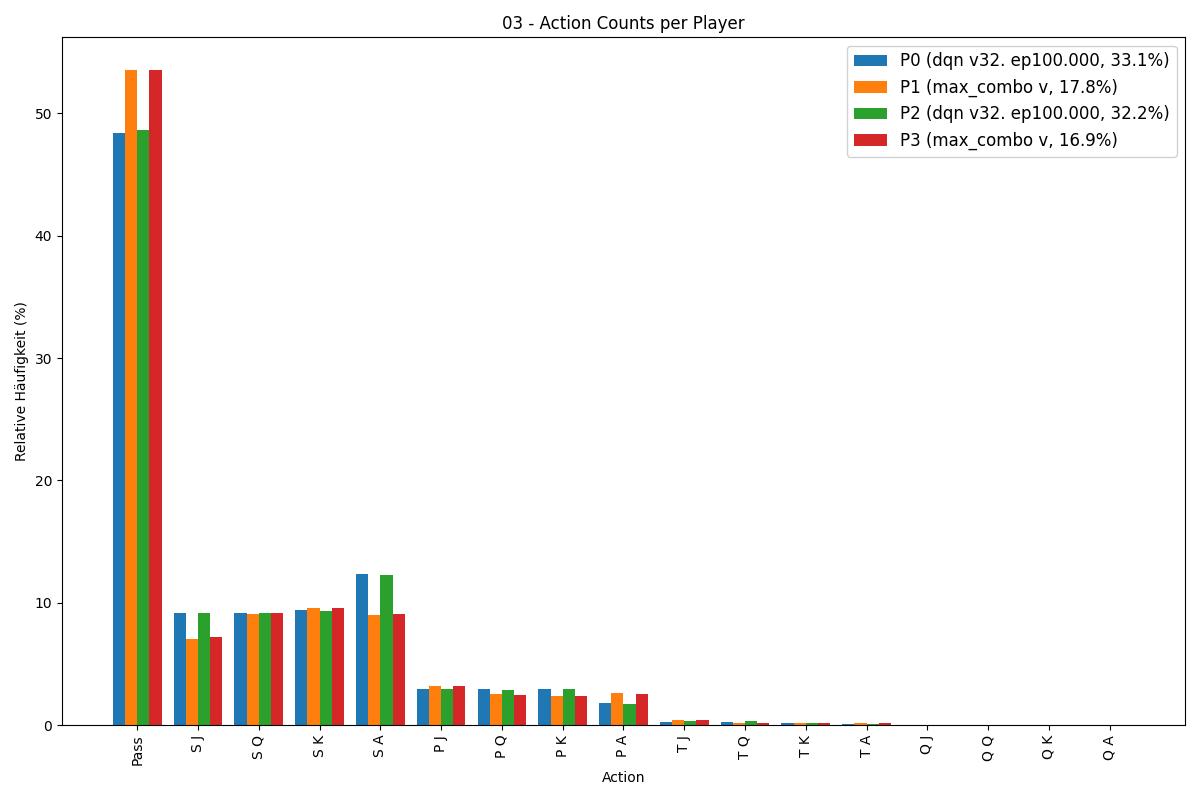 03 - Action Counts per Player
P0 (dqn v32. ep100.000, 33.1%)
P1 (max_combo v, 17.8%)
P2 (dqn v32. ep100.000, 32.2%)
P3 (max_combo v, 16.9%)
Relative Häufigkeit (%)
50
40
30
20
10
0
Pass
S J
S Q
S K
S A
P J
P Q
P K
P A
T J
T Q
T K
T A
Q J
Q Q
Q K
Q A
Action